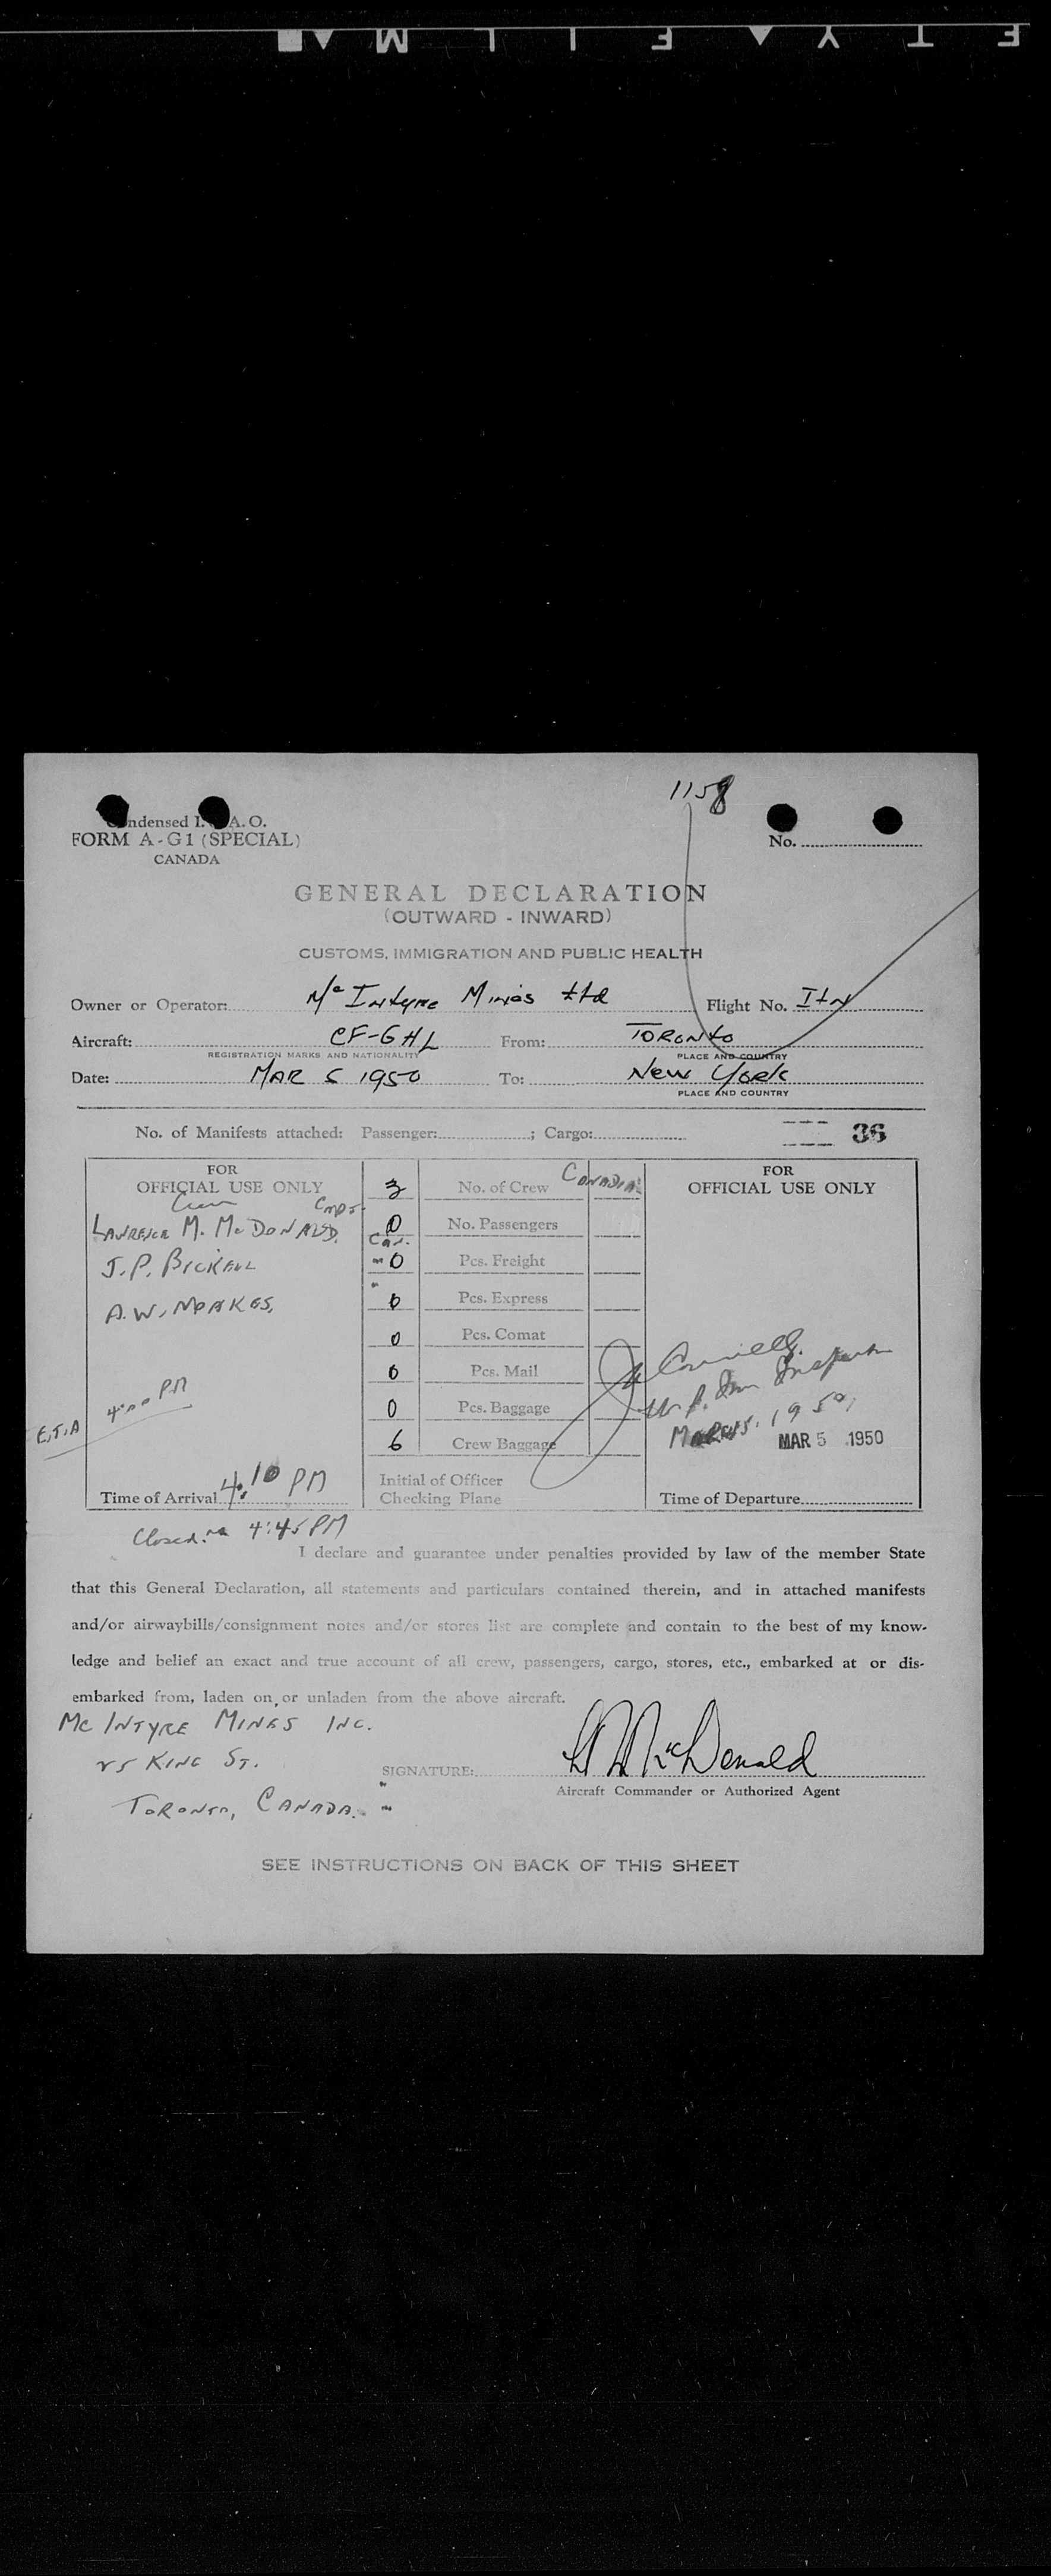 1158
ndensed I. A. O.
FORM A-G1 (SPECIAL)
CANADA
No.
GENERAL DECLARATION
(OUTWARD - INWARD)
CUSTOMS, IMMIGRATION AND PUBLIC HEALTH
Owner or Operator: Mc Intyre Mines Ltd Flight No. Itn
Aircraft: CF-GHL From: Toronto
REGISTRATION MARKS AND NATIONALITY PLACE AND COUNTRY
Date: MAR 5 1950 To: New York
PLACE AND COUNTRY
No. of Manifests attached: Passenger: ; Cargo: 36
FOR OFFICIAL USE ONLY
Crew
LAWRENCE M. McDONALD.
J. P. BICKELL
A. W.
E.T.A 4:00 PM
Time of Arrival 4:10 PM
3 No. of Crew
0 No. Passengers
Can.
0 Pcs. Freight
0 Pcs. Express
0 Pcs. Comat
0 Pcs. Mail
0 Pcs. Baggage
6 Crew Baggage
Initial of Officer
Checking Plane
FOR
OFFICIAL USE ONLY
MAR 5 1950
Time of Departure
Closed 4:45 PM
I declare and guarantee under penalties provided by law of the member State
that this General Declaration, all statements and particulars contained therein, and in attached manifests
and/or airwaybills/consignment notes and/or stores list are complete and contain to the best of my know-
ledge and belief an exact and true account of all crew, passengers, cargo, stores, etc., embarked at or dis-
embarked from, laden on or unladen from the above aircraft.
Mc INTYRE MINES INC.
25 KING ST.
TORONTO, CANADA.
SIGNATURE: McDonald
Aircraft Commander or Authorized Agent
SEE INSTRUCTIONS ON BACK OF THIS SHEET